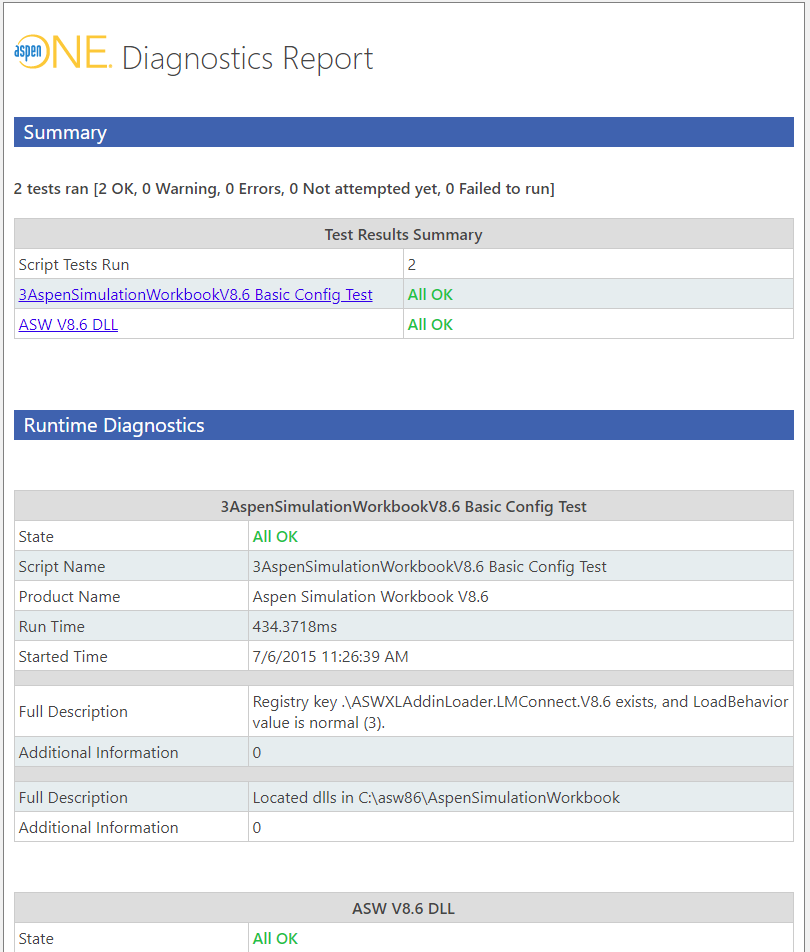 aspen ONE. Diagnostics Report
Summary
2 tests ran [2 OK, 0 Warning, 0 Errors, 0 Not attempted yet, 0 Failed to run]
Test Results Summary
Script Tests Run 2
3AspenSimulationWorkbookV8.6 Basic Config Test All OK
ASW V8.6 DLL All OK
Runtime Diagnostics
3AspenSimulationWorkbookV8.6 Basic Config Test
State All OK
Script Name 3AspenSimulationWorkbookV8.6 Basic Config Test
Product Name Aspen Simulation Workbook V8.6
Run Time 434.3718ms
Started Time 7/6/2015 11:26:39 AM
Full Description Registry key .\ASWXLAddinLoader.LMConnect.V8.6 exists, and LoadBehavior
value is normal (3).
Additional Information 0
Full Description Located dlls in C:\asw86\AspenSimulationWorkbook
Additional Information 0
ASW V8.6 DLL
State All OK